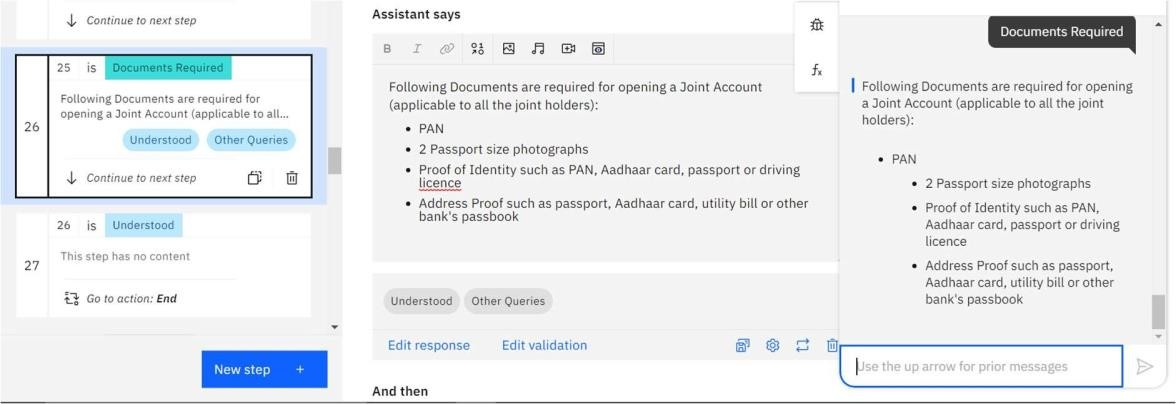 Continue to next step
25 is Documents Required
26
Following Documents are required for
opening a Joint Account (applicable to all...
Understood Other Queries
Continue to next step
26 is Understood
27
This step has no content
Go to action: End
New step +
Assistant says
B I
Following Documents are required for opening a Joint Account
(applicable to all the joint holders):
• PAN
• 2 Passport size photographs
• Proof of Identity such as PAN, Aadhaar card, passport or driving
licence
• Address Proof such as passport, Aadhaar card, utility bill or other
bank's passbook
Understood Other Queries
Edit response Edit validation
And then
fx
Documents Required
Following Documents are required for opening
a Joint Account (applicable to all the joint
holders):
• PAN
• 2 Passport size photographs
• Proof of Identity such as PAN,
Aadhaar card, passport or driving
licence
• Address Proof such as passport,
Aadhaar card, utility bill or other
bank's passbook
Use the up arrow for prior messages